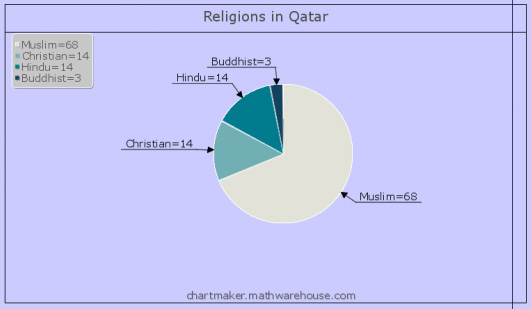 Religions in Qatar
Muslim=68
Christian=14
Hindu=14
Buddhist=3
Buddhist=3
Hindu=14
Christian=14
Muslim=68
chartmaker.mathwarehouse.com